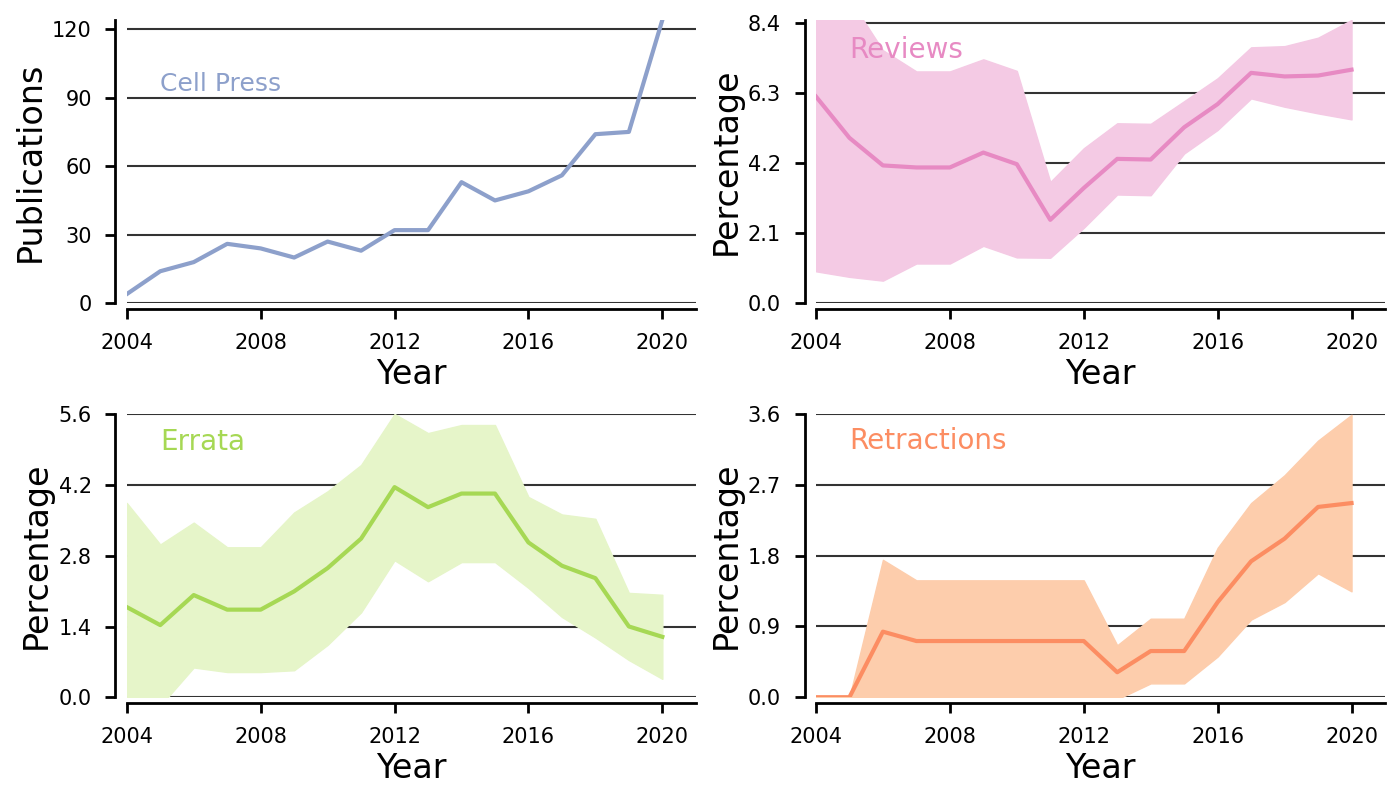 Publications
120
90
60
30
0
Cell Press
2004 2008 2012 2016 2020
Year
Percentage
8.4
6.3
4.2
2.1
0.0
Reviews
2004 2008 2012 2016 2020
Year
Percentage
5.6
4.2
2.8
1.4
0.0
Errata
2004 2008 2012 2016 2020
Year
Percentage
3.6
2.7
1.8
0.9
0.0
Retractions
2004 2008 2012 2016 2020
Year